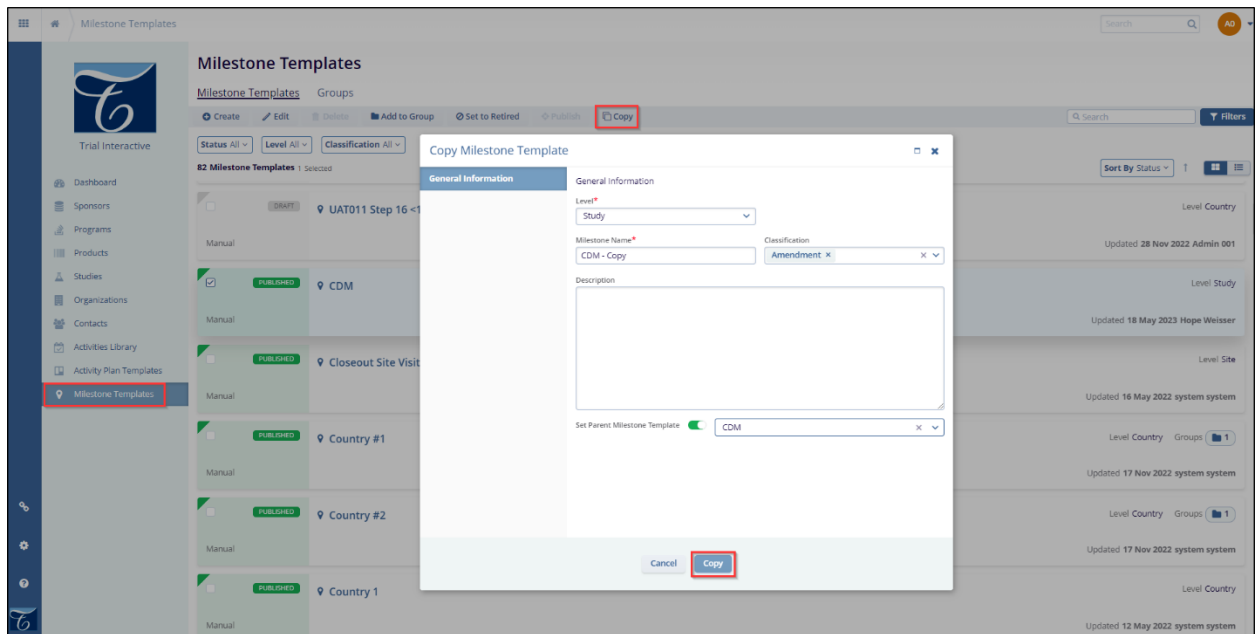 Milestone Templates
Search
AD
Trial Interactive
Dashboard
Sponsors
Programs
Products
Studies
Organizations
Contacts
Activities Library
Activity Plan Templates
Milestone Templates
Milestone Templates
Milestone Templates Groups
Create Edit Delete Add to Group Set to Retired Publish Copy Search Filters
Status All Level All Classification All
82 Milestone Templates 1 Selected Sort By Status
DRAFT UAT011 Step 16 <1 Level Country
Manual Updated 28 Nov 2022 Admin 001
PUBLISHED CDM Level Study
Manual Updated 18 May 2023 Hope Weisser
PUBLISHED Closeout Site Visit Level Site
Manual Updated 16 May 2022 system system
PUBLISHED Country #1 Level Country Groups 1
Manual Updated 17 Nov 2022 system system
PUBLISHED Country #2 Level Country Groups 1
Manual Updated 17 Nov 2022 system system
PUBLISHED Country 1 Level Country
Manual Updated 12 May 2022 system system
Copy Milestone Template
General Information
General Information
Level*
Study
Milestone Name* Classification
CDM - Copy Amendment ×
Description
Set Parent Milestone Template CDM
Cancel Copy